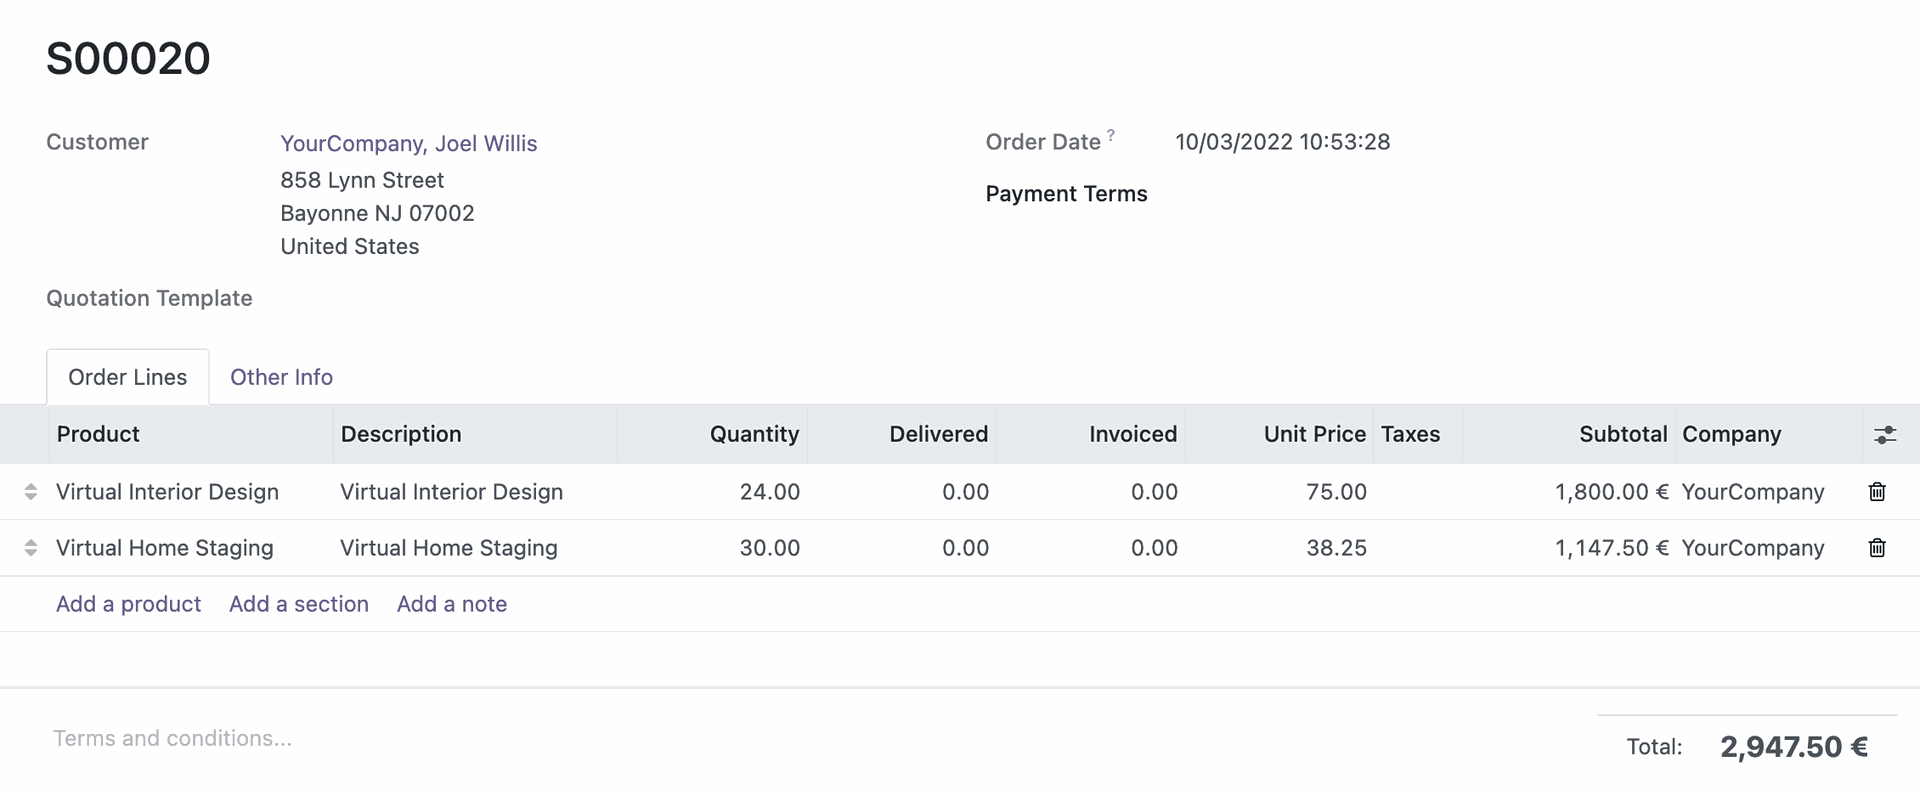 S00020
Customer
YourCompany, Joel Willis
858 Lynn Street
Bayonne NJ 07002
United States
Order Date ? 10/03/2022 10:53:28
Payment Terms
Quotation Template
Order Lines Other Info
Product Description Quantity Delivered Invoiced Unit Price Taxes Subtotal Company
Virtual Interior Design Virtual Interior Design 24.00 0.00 0.00 75.00 1,800.00 € YourCompany
Virtual Home Staging Virtual Home Staging 30.00 0.00 0.00 38.25 1,147.50 € YourCompany
Add a product Add a section Add a note
Terms and conditions...
Total: 2,947.50 €